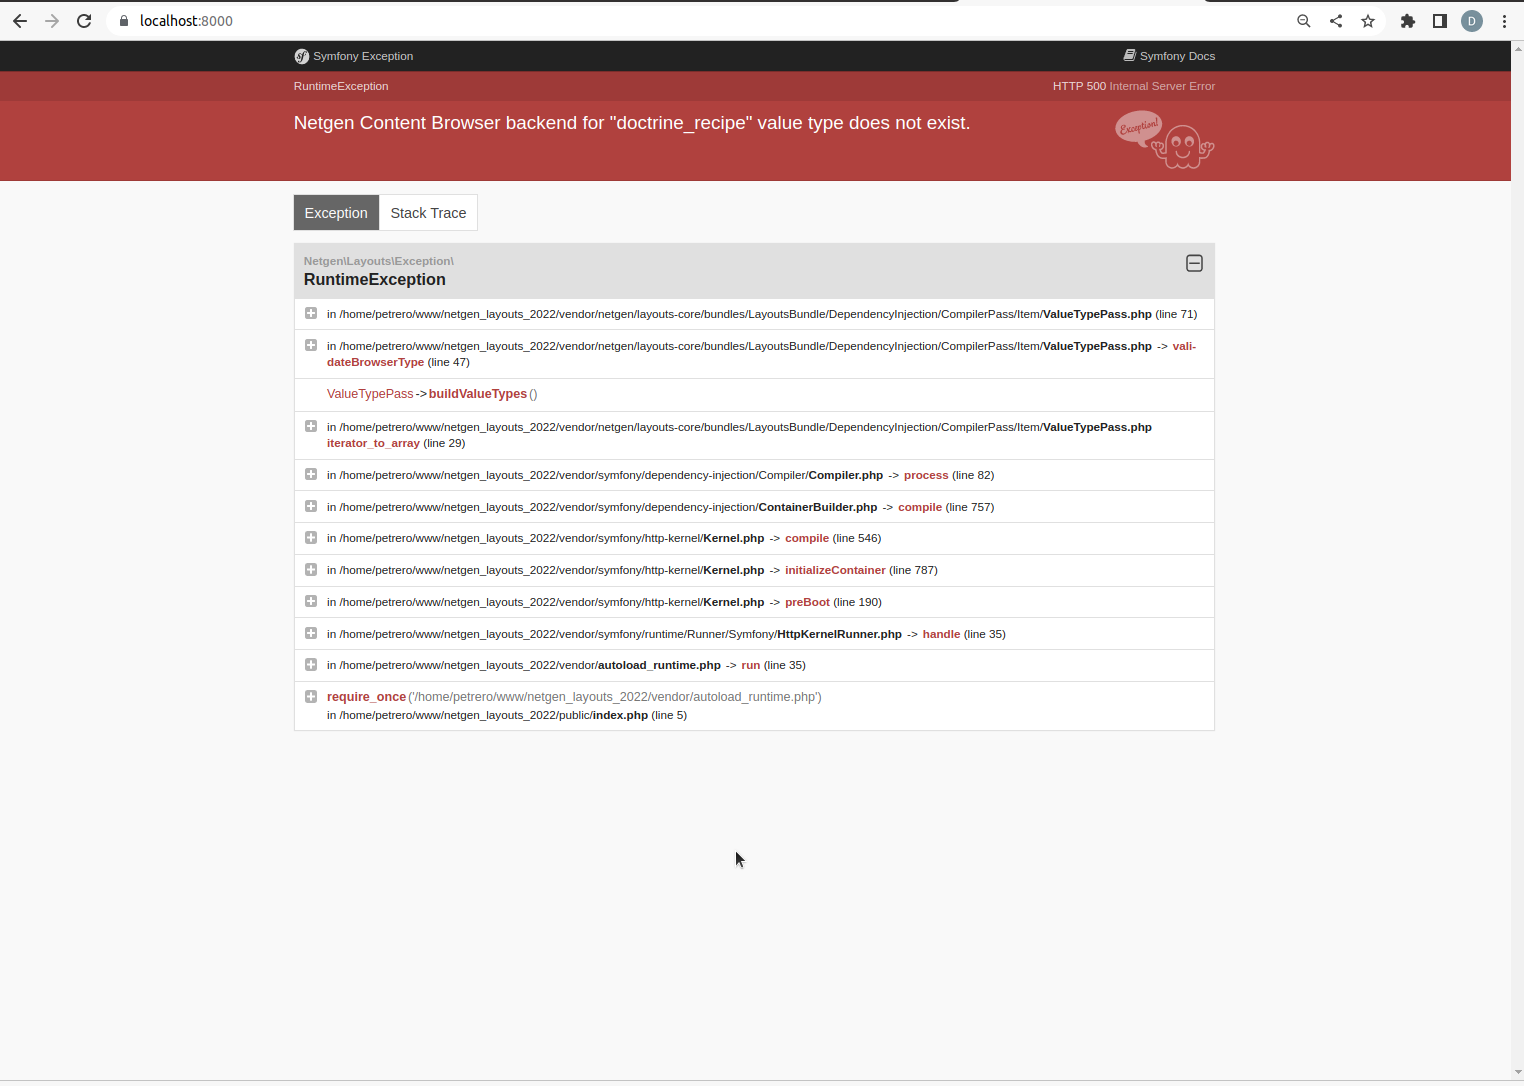 localhost:8000
D
sf Symfony Exception
Symfony Docs
RuntimeException
HTTP 500 Internal Server Error
Netgen Content Browser backend for "doctrine_recipe" value type does not exist.
Exception!
Exception
Stack Trace
Netgen\Layouts\Exception\
RuntimeException
in /home/petrero/www/netgen_layouts_2022/vendor/netgen/layouts-core/bundles/LayoutsBundle/DependencyInjection/CompilerPass/Item/ValueTypePass.php (line 71)
in /home/petrero/www/netgen_layouts_2022/vendor/netgen/layouts-core/bundles/LayoutsBundle/DependencyInjection/CompilerPass/Item/ValueTypePass.php -> vali-
dateBrowserType (line 47)
ValueTypePass->buildValueTypes()
in /home/petrero/www/netgen_layouts_2022/vendor/netgen/layouts-core/bundles/LayoutsBundle/DependencyInjection/CompilerPass/Item/ValueTypePass.php
iterator_to_array (line 29)
in /home/petrero/www/netgen_layouts_2022/vendor/symfony/dependency-injection/Compiler/Compiler.php -> process (line 82)
in /home/petrero/www/netgen_layouts_2022/vendor/symfony/dependency-injection/ContainerBuilder.php -> compile (line 757)
in /home/petrero/www/netgen_layouts_2022/vendor/symfony/http-kernel/Kernel.php -> compile (line 546)
in /home/petrero/www/netgen_layouts_2022/vendor/symfony/http-kernel/Kernel.php -> initializeContainer (line 787)
in /home/petrero/www/netgen_layouts_2022/vendor/symfony/http-kernel/Kernel.php -> preBoot (line 190)
in /home/petrero/www/netgen_layouts_2022/vendor/symfony/runtime/Runner/Symfony/HttpKernelRunner.php -> handle (line 35)
in /home/petrero/www/netgen_layouts_2022/vendor/autoload_runtime.php -> run (line 35)
require_once('/home/petrero/www/netgen_layouts_2022/vendor/autoload_runtime.php')
in /home/petrero/www/netgen_layouts_2022/public/index.php (line 5)